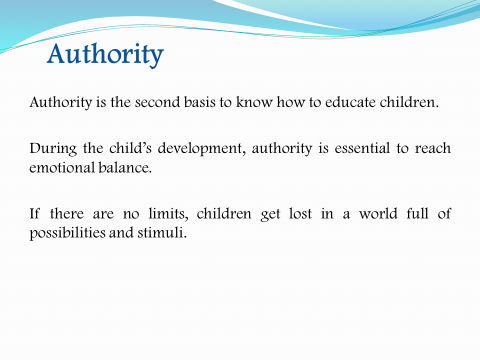 Authority
Authority is the second basis to know how to educate children.
During the child’s development, authority is essential to reach
emotional balance.
If there are no limits, children get lost in a world full of
possibilities and stimuli.